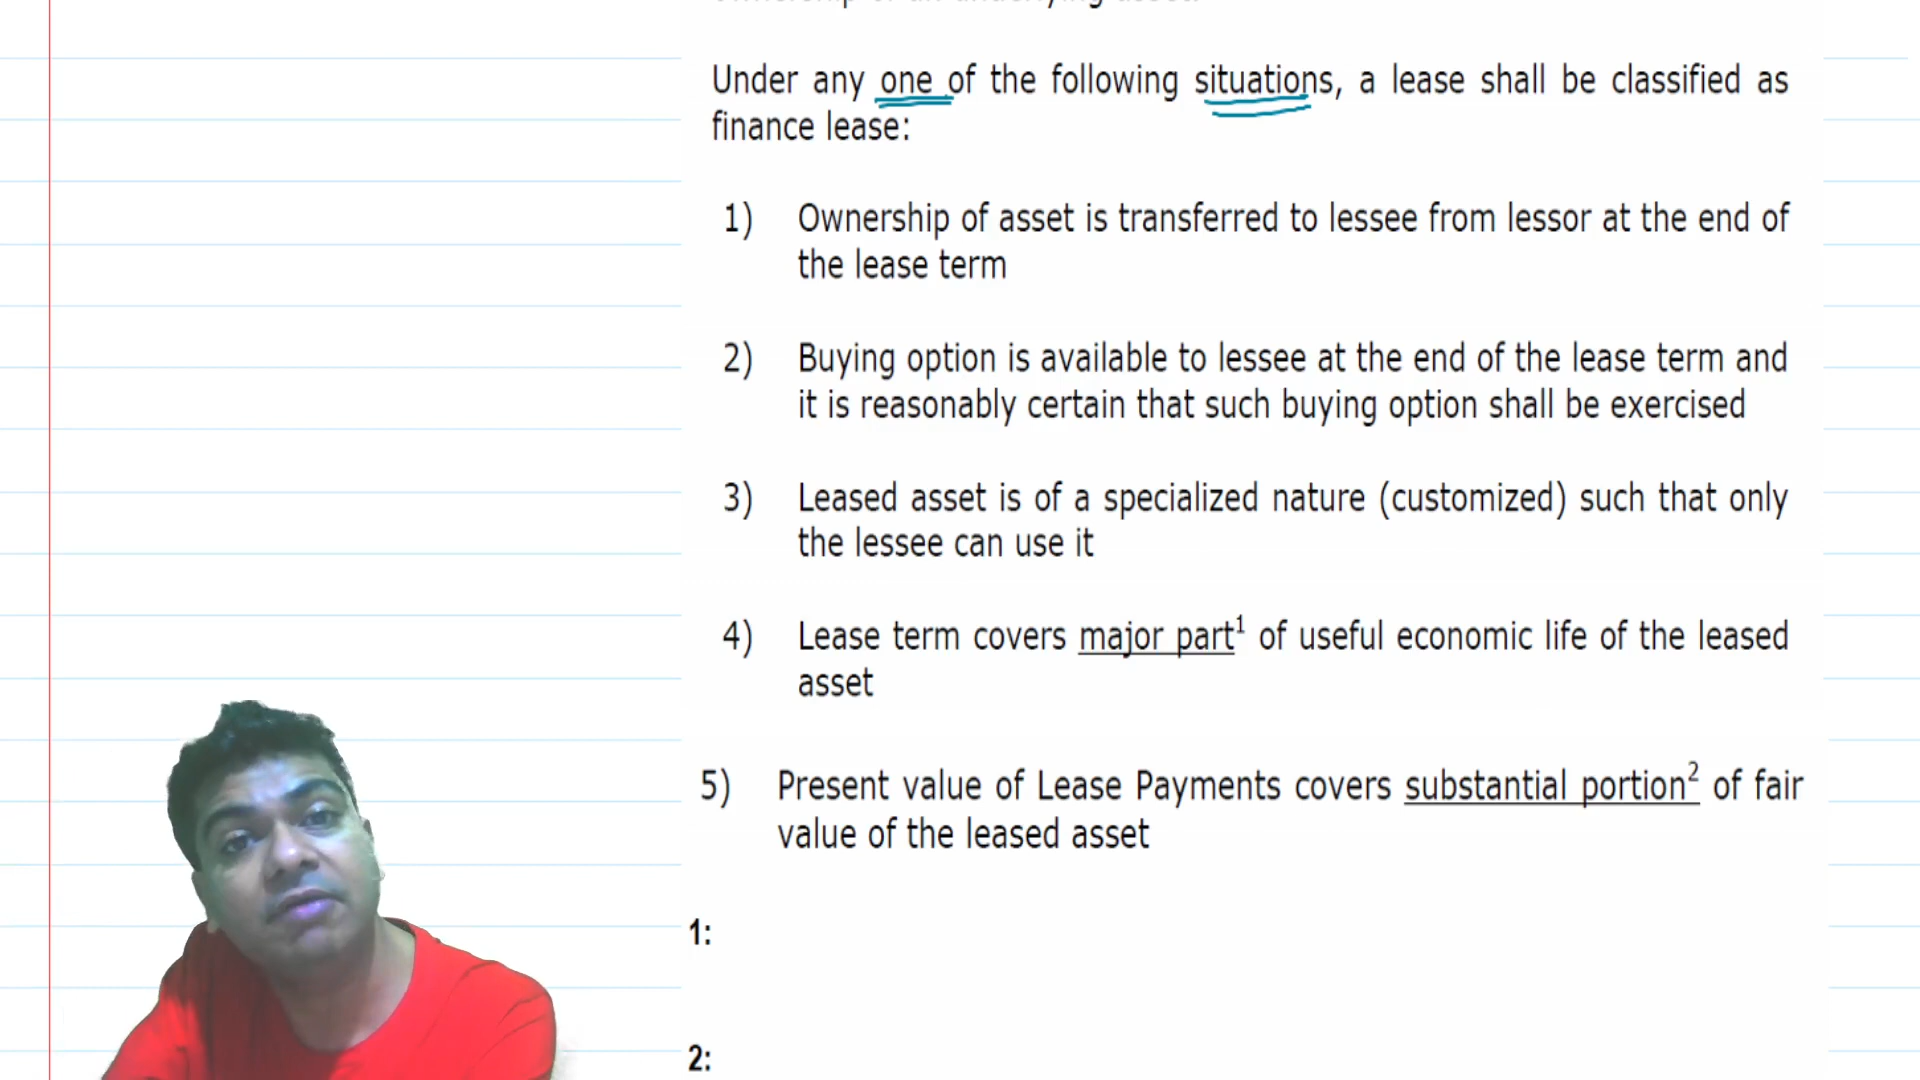 Under any one of the following situations, a lease shall be classified as
finance lease:
1) Ownership of asset is transferred to lessee from lessor at the end of
the lease term
2) Buying option is available to lessee at the end of the lease term and
it is reasonably certain that such buying option shall be exercised
3) Leased asset is of a specialized nature (customized) such that only
the lessee can use it
4) Lease term covers major part¹ of useful economic life of the leased
asset
5) Present value of Lease Payments covers substantial portion² of fair
value of the leased asset
1:
2: